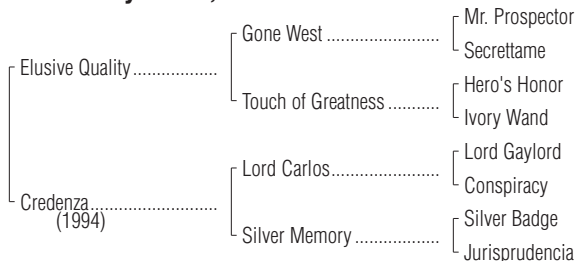 Mr. Prospector
Gone West
Secrettame
Elusive Quality
Hero's Honor
Touch of Greatness
Ivory Wand
Lord Gaylord
Lord Carlos
Conspiracy
Credenza
(1994)
Silver Badge
Silver Memory
Jurisprudencia